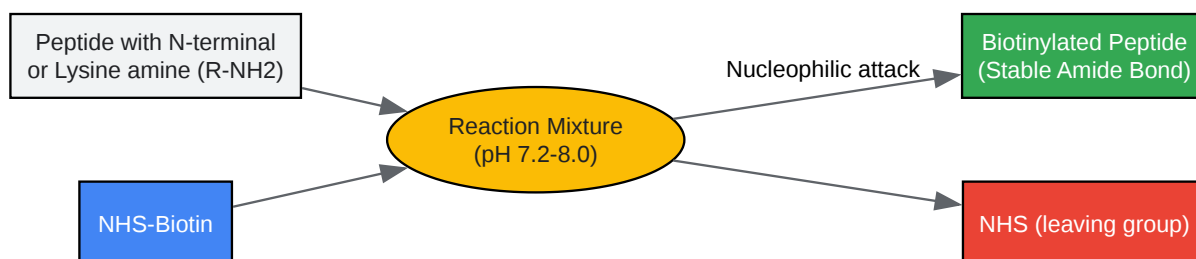 Peptide with N-terminal
or Lysine amine (R-NH2)
NHS-Biotin
Reaction Mixture
(pH 7.2-8.0)
Nucleophilic attack
Biotinylated Peptide
(Stable Amide Bond)
NHS (leaving group)